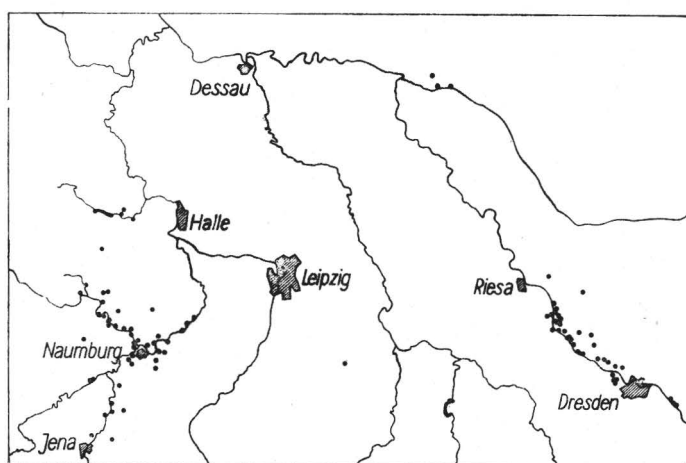 Dessau
Halle
Leipzig
Riesa
Naumburg
Dresden
Jena